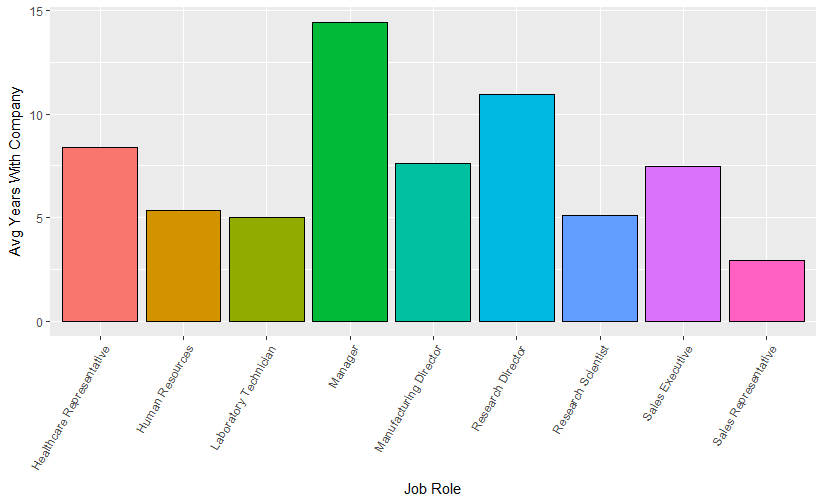 Avg Years With Company
15
10
5
0
Healthcare Representative
Human Resources
Laboratory Technician
Manager
Manufacturing Director
Research Director
Research Scientist
Sales Executive
Sales Representative
Job Role